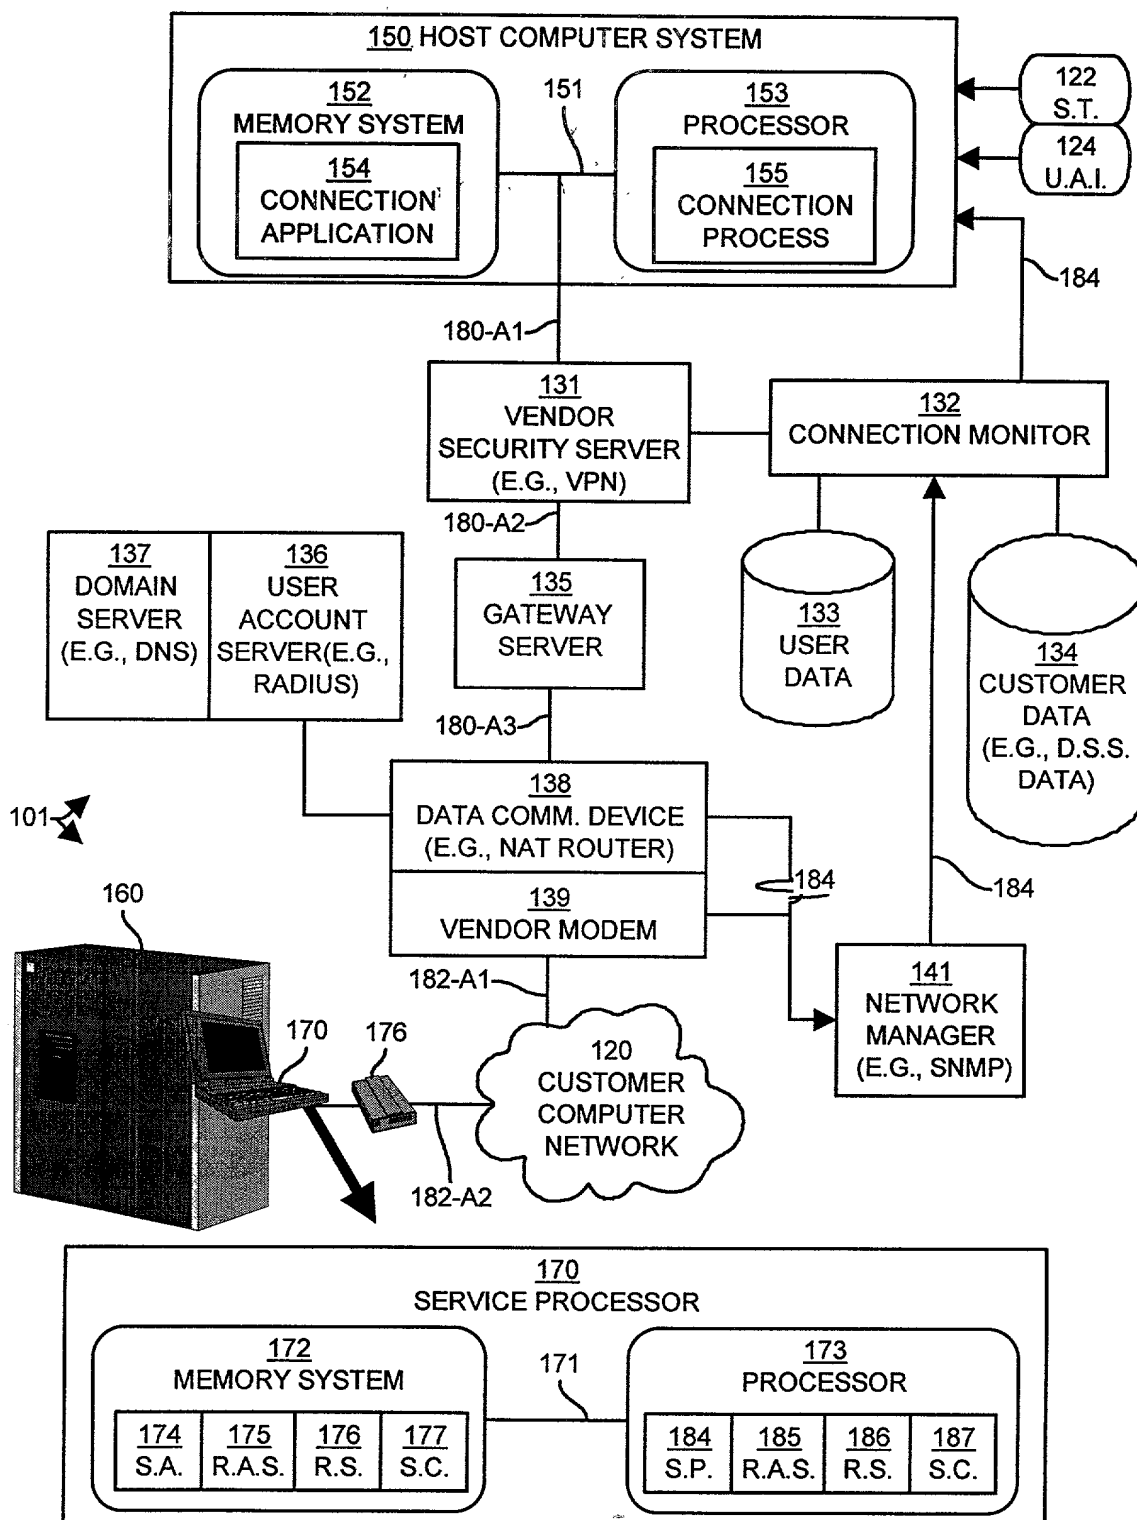 150 HOST COMPUTER SYSTEM
152
MEMORY SYSTEM
154
CONNECTION
APPLICATION
151
153
PROCESSOR
155
CONNECTION
PROCESS
122
S.T.
124
U.A.I.
184
180-A1
131
VENDOR
SECURITY SERVER
(E.G., VPN)
132
CONNECTION MONITOR
180-A2
137
DOMAIN
SERVER
(E.G., DNS)
136
USER
ACCOUNT
SERVER(E.G.,
RADIUS)
135
GATEWAY
SERVER
133
USER
DATA
134
CUSTOMER
DATA
(E.G., D.S.S.
DATA)
180-A3
138
DATA COMM. DEVICE
(E.G., NAT ROUTER)
139
VENDOR MODEM
184
184
101
160
182-A1
141
NETWORK
MANAGER
(E.G., SNMP)
170
176
120
CUSTOMER
COMPUTER
NETWORK
182-A2
170
SERVICE PROCESSOR
172
MEMORY SYSTEM
174
S.A.
175
R.A.S.
176
R.S.
177
S.C.
171
173
PROCESSOR
184
S.P.
185
R.A.S.
186
R.S.
187
S.C.